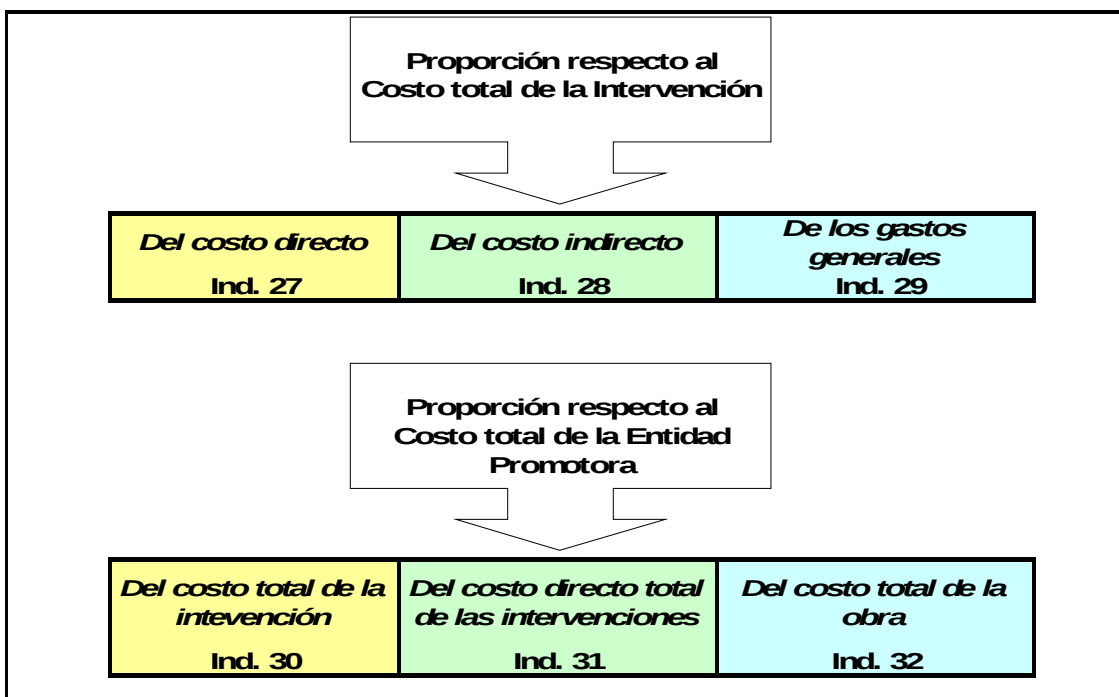 Proporción respecto al
Costo total de la Intervención
Del costo directo
Ind. 27
Del costo indirecto
Ind. 28
De los gastos
generales
Ind. 29
Proporción respecto al
Costo total de la Entidad
Promotora
Del costo total de la
intevención
Ind. 30
Del costo directo total
de las intervenciones
Ind. 31
Del costo total de la
obra
Ind. 32